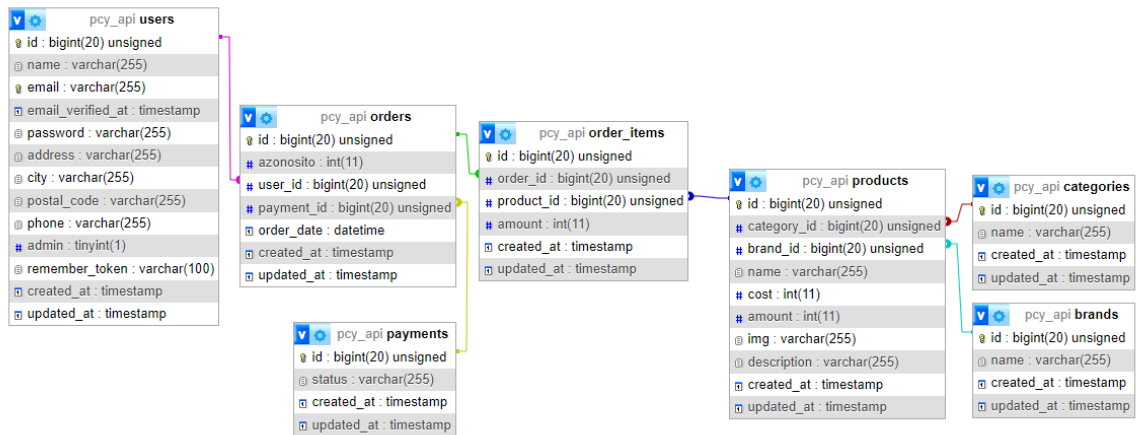 pcy_api users
id : bigint(20) unsigned
name : varchar(255)
email : varchar(255)
email_verified_at : timestamp
password : varchar(255)
address : varchar(255)
city : varchar(255)
postal_code : varchar(255)
phone : varchar(255)
admin : tinyint(1)
remember_token : varchar(100)
created_at : timestamp
updated_at : timestamp
pcy_api orders
id : bigint(20) unsigned
azonosito : int(11)
user_id : bigint(20) unsigned
payment_id : bigint(20) unsigned
order_date : datetime
created_at : timestamp
updated_at : timestamp
pcy_api payments
id : bigint(20) unsigned
status : varchar(255)
created_at : timestamp
updated_at : timestamp
pcy_api order_items
id : bigint(20) unsigned
order_id : bigint(20) unsigned
product_id : bigint(20) unsigned
amount : int(11)
created_at : timestamp
updated_at : timestamp
pcy_api products
id : bigint(20) unsigned
category_id : bigint(20) unsigned
brand_id : bigint(20) unsigned
name : varchar(255)
cost : int(11)
amount : int(11)
img : varchar(255)
description : varchar(255)
created_at : timestamp
updated_at : timestamp
pcy_api categories
id : bigint(20) unsigned
name : varchar(255)
created_at : timestamp
updated_at : timestamp
pcy_api brands
id : bigint(20) unsigned
name : varchar(255)
created_at : timestamp
updated_at : timestamp